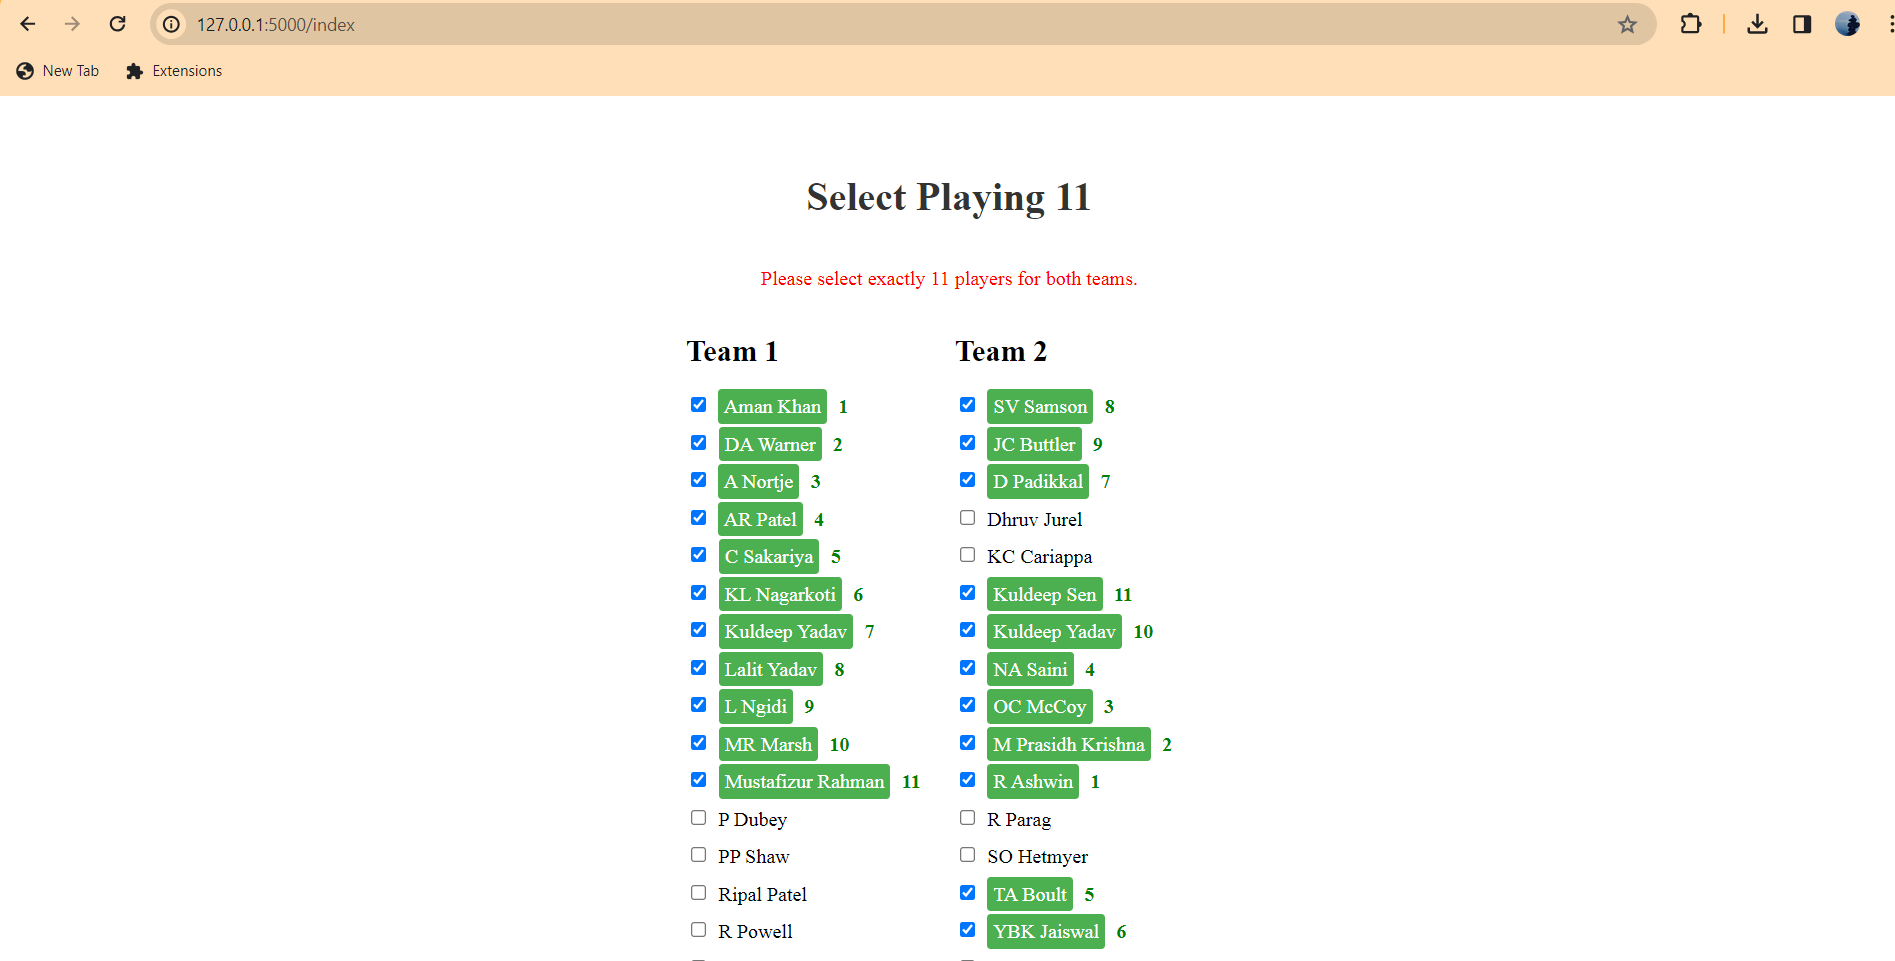 127.0.0.1:5000/index
New Tab Extensions
Select Playing 11
Please select exactly 11 players for both teams.
Team 1
Aman Khan 1
DA Warner 2
A Nortje 3
AR Patel 4
C Sakariya 5
KL Nagarkoti 6
Kuldeep Yadav 7
Lalit Yadav 8
L Ngidi 9
MR Marsh 10
Mustafizur Rahman 11
P Dubey
PP Shaw
Ripal Patel
R Powell
Team 2
SV Samson 8
JC Buttler 9
D Padikkal 7
Dhruv Jurel
KC Cariappa
Kuldeep Sen 11
Kuldeep Yadav 10
NA Saini 4
OC McCoy 3
M Prasidh Krishna 2
R Ashwin 1
R Parag
SO Hetmyer
TA Boult 5
YBK Jaiswal 6